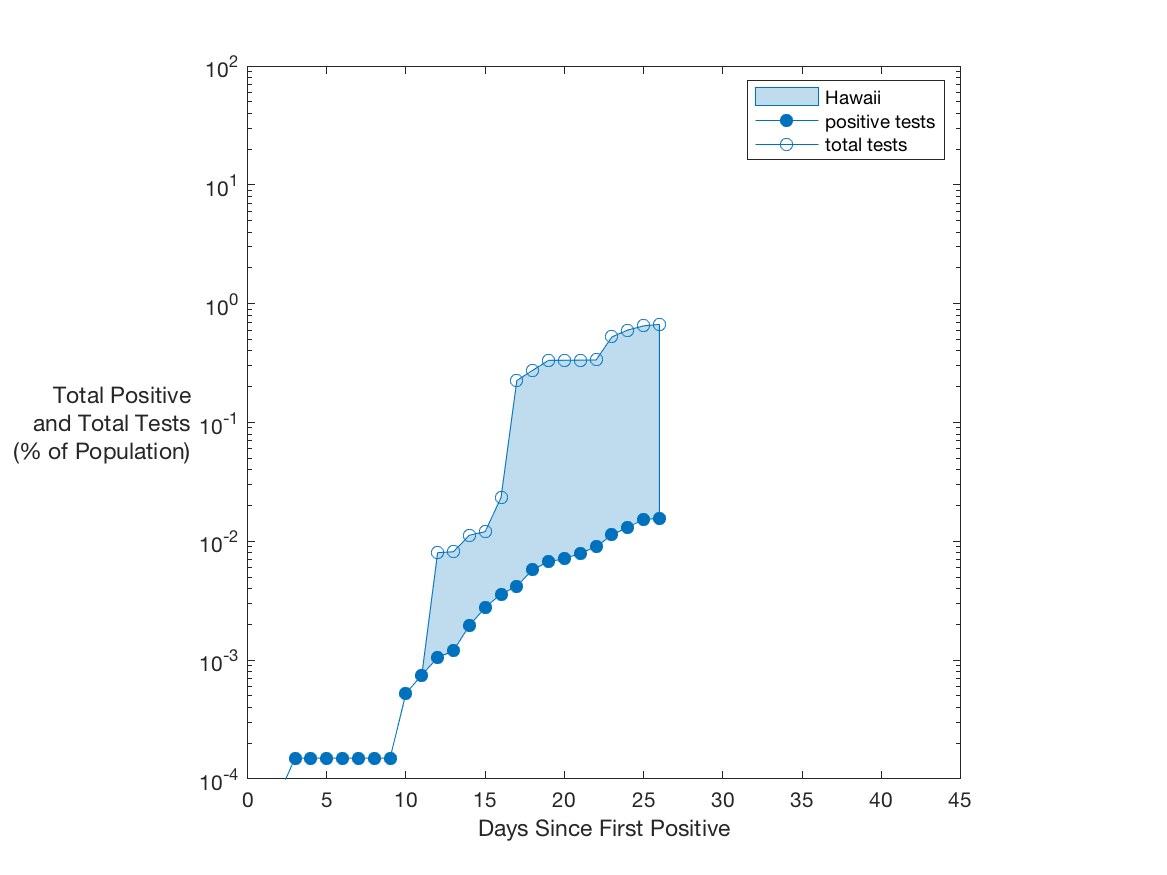 10^2
10^1
10^0
10^-1
10^-2
10^-3
10^-4
Total Positive
and Total Tests
(% of Population)
Hawaii
positive tests
total tests
0 5 10 15 20 25 30 35 40 45
Days Since First Positive